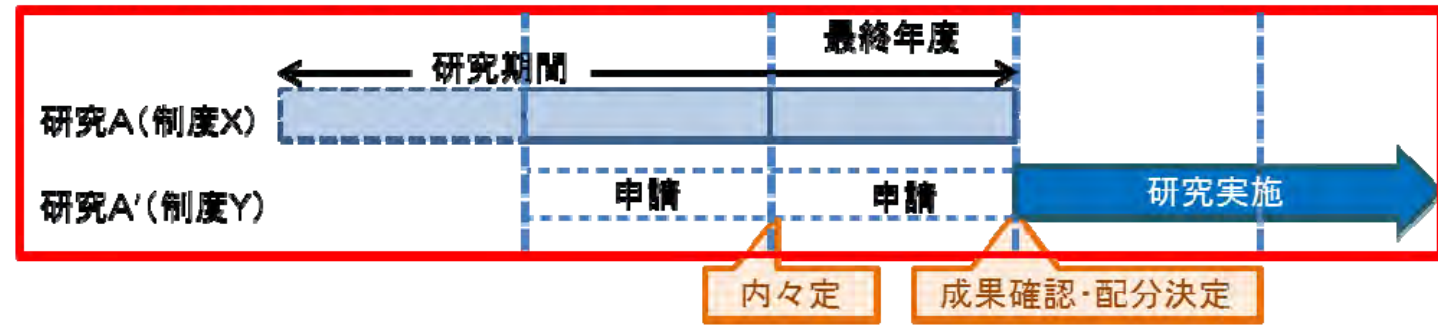 最終年度
研究期間
研究A(制度X)
研究A'(制度Y)
申請
申請
研究実施
内々定
成果確認・配分決定